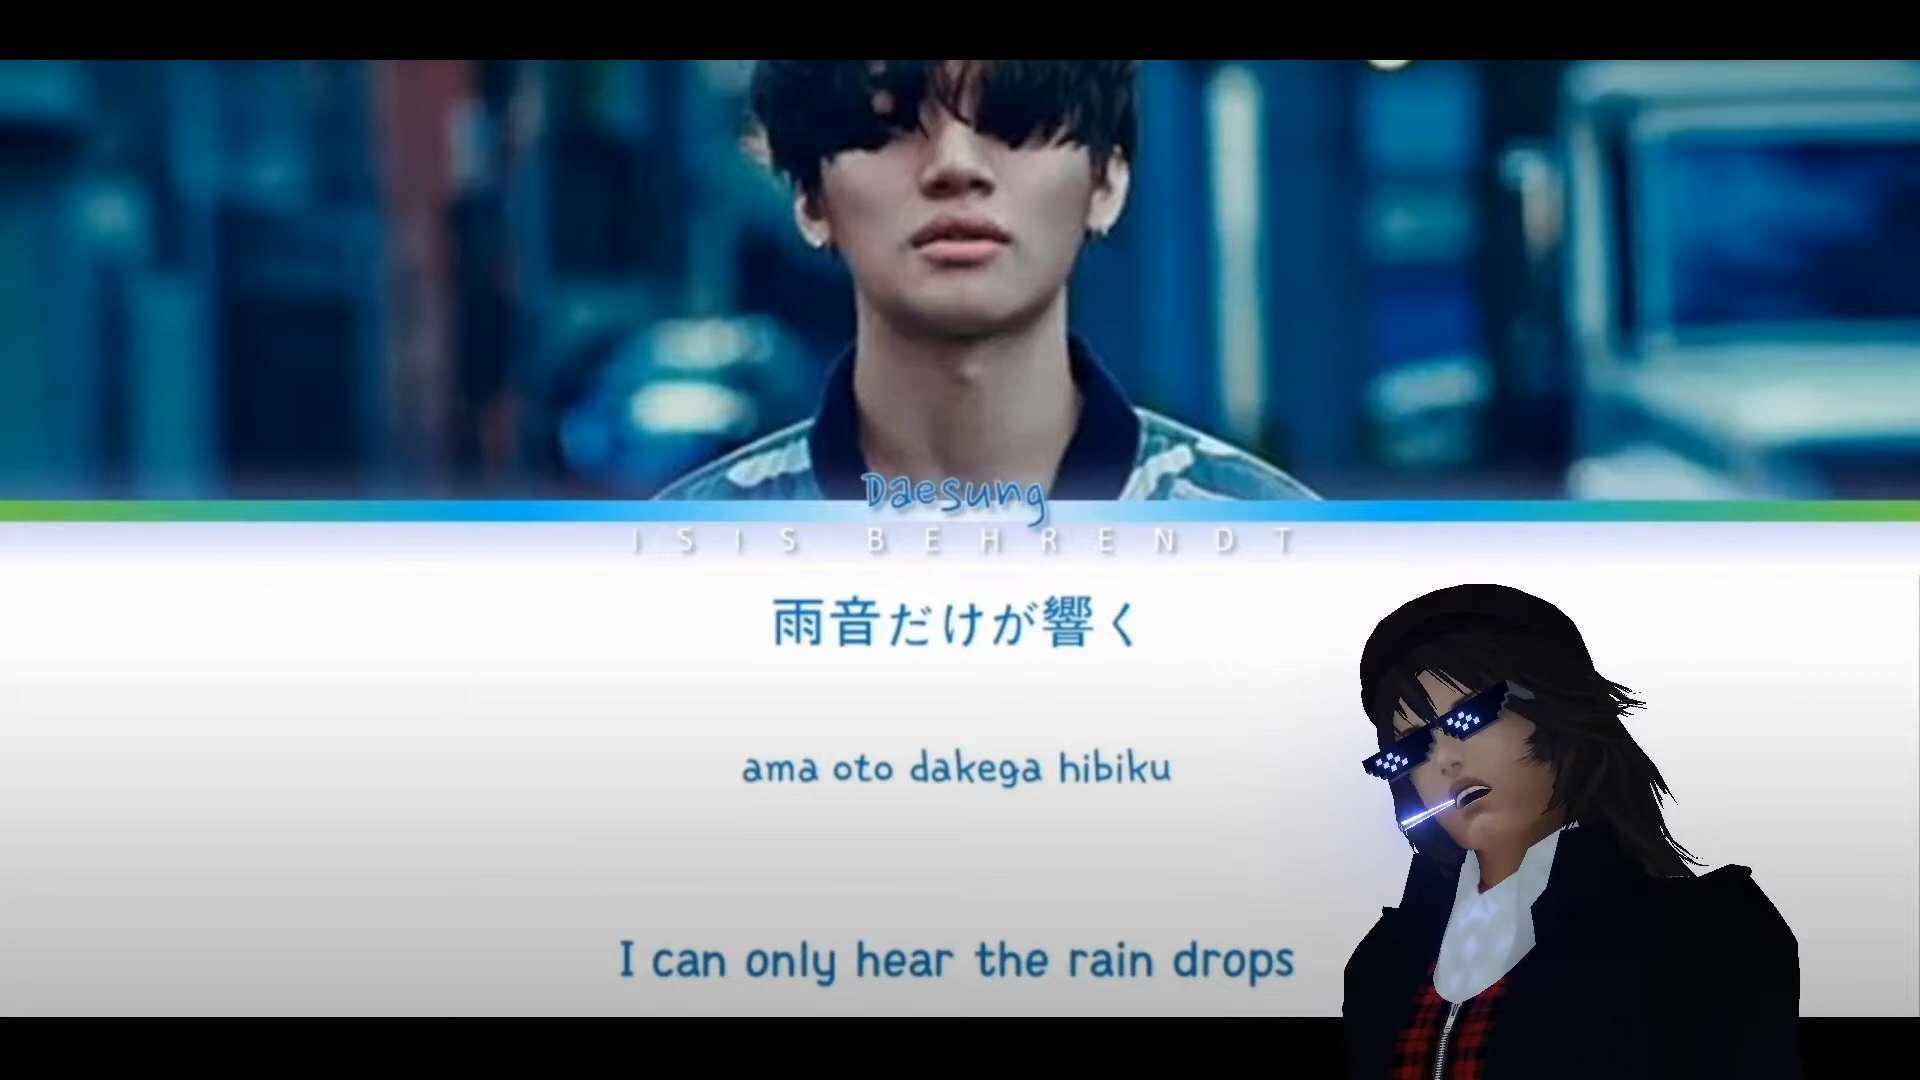 Daesung
ISIS BEHRENDT
雨音だけが響く
ama oto dakega hibiku
I can only hear the rain drops